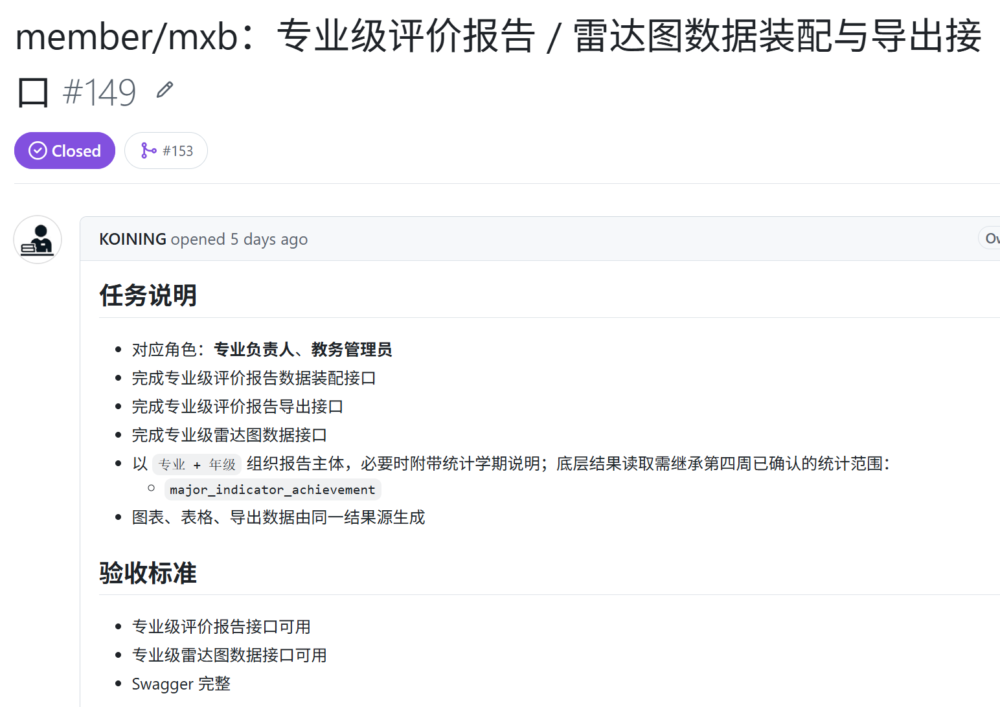 member/mxb：专业级评价报告 / 雷达图数据装配与导出接
口 #149
Closed
#153
KOINING opened 5 days ago
任务说明
对应角色：专业负责人、教务管理员
完成专业级评价报告数据装配接口
完成专业级评价报告导出接口
完成专业级雷达图数据接口
以 专业 + 年级 组织报告主体，必要时附带统计学期说明；底层结果读取需继承第四周已确认的统计范围：
major_indicator_achievement
图表、表格、导出数据由同一结果源生成
验收标准
专业级评价报告接口可用
专业级雷达图数据接口可用
Swagger 完整